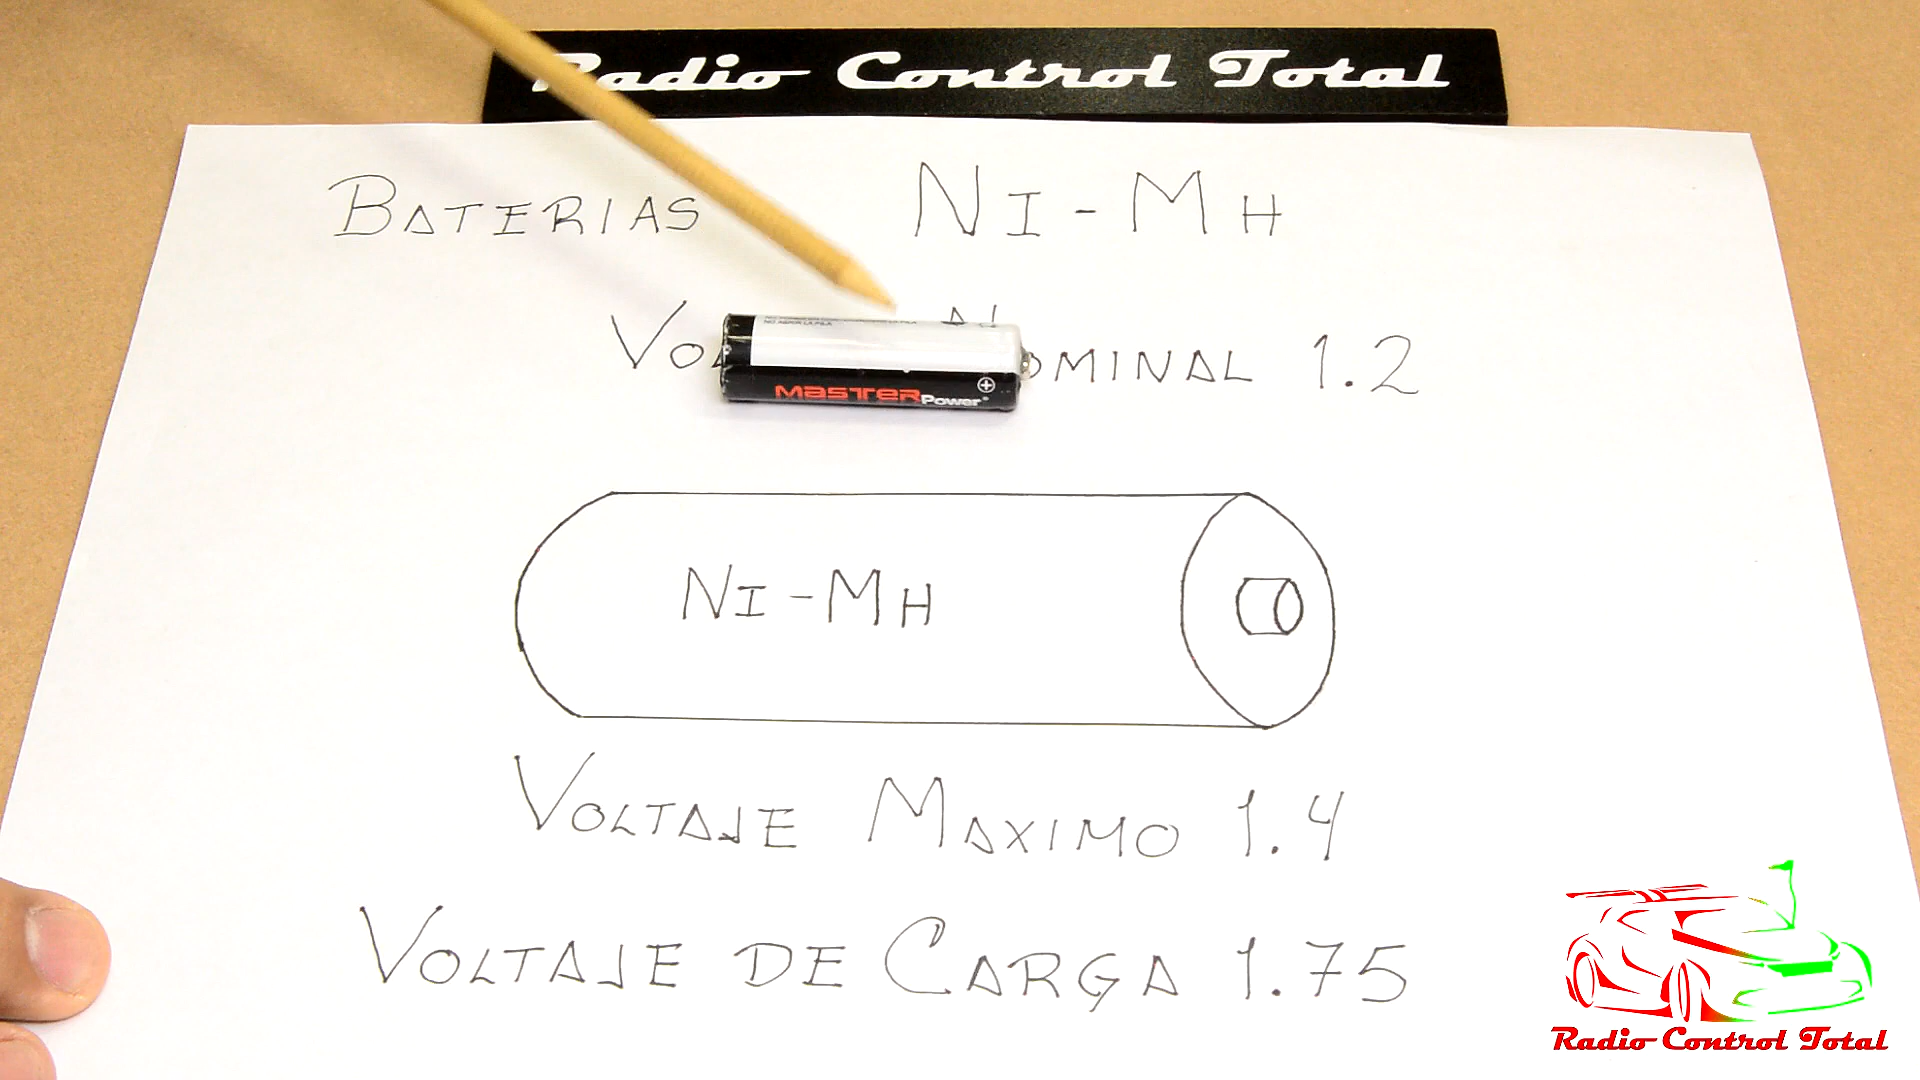 Radio Control Total
BATERIAS NI-MH
NOMINAL 1.2
MASTER Power
NI-MH
VOLTAJE MAXIMO 1.4
VOLTAJE DE CARGA 1.75
Radio Control Total